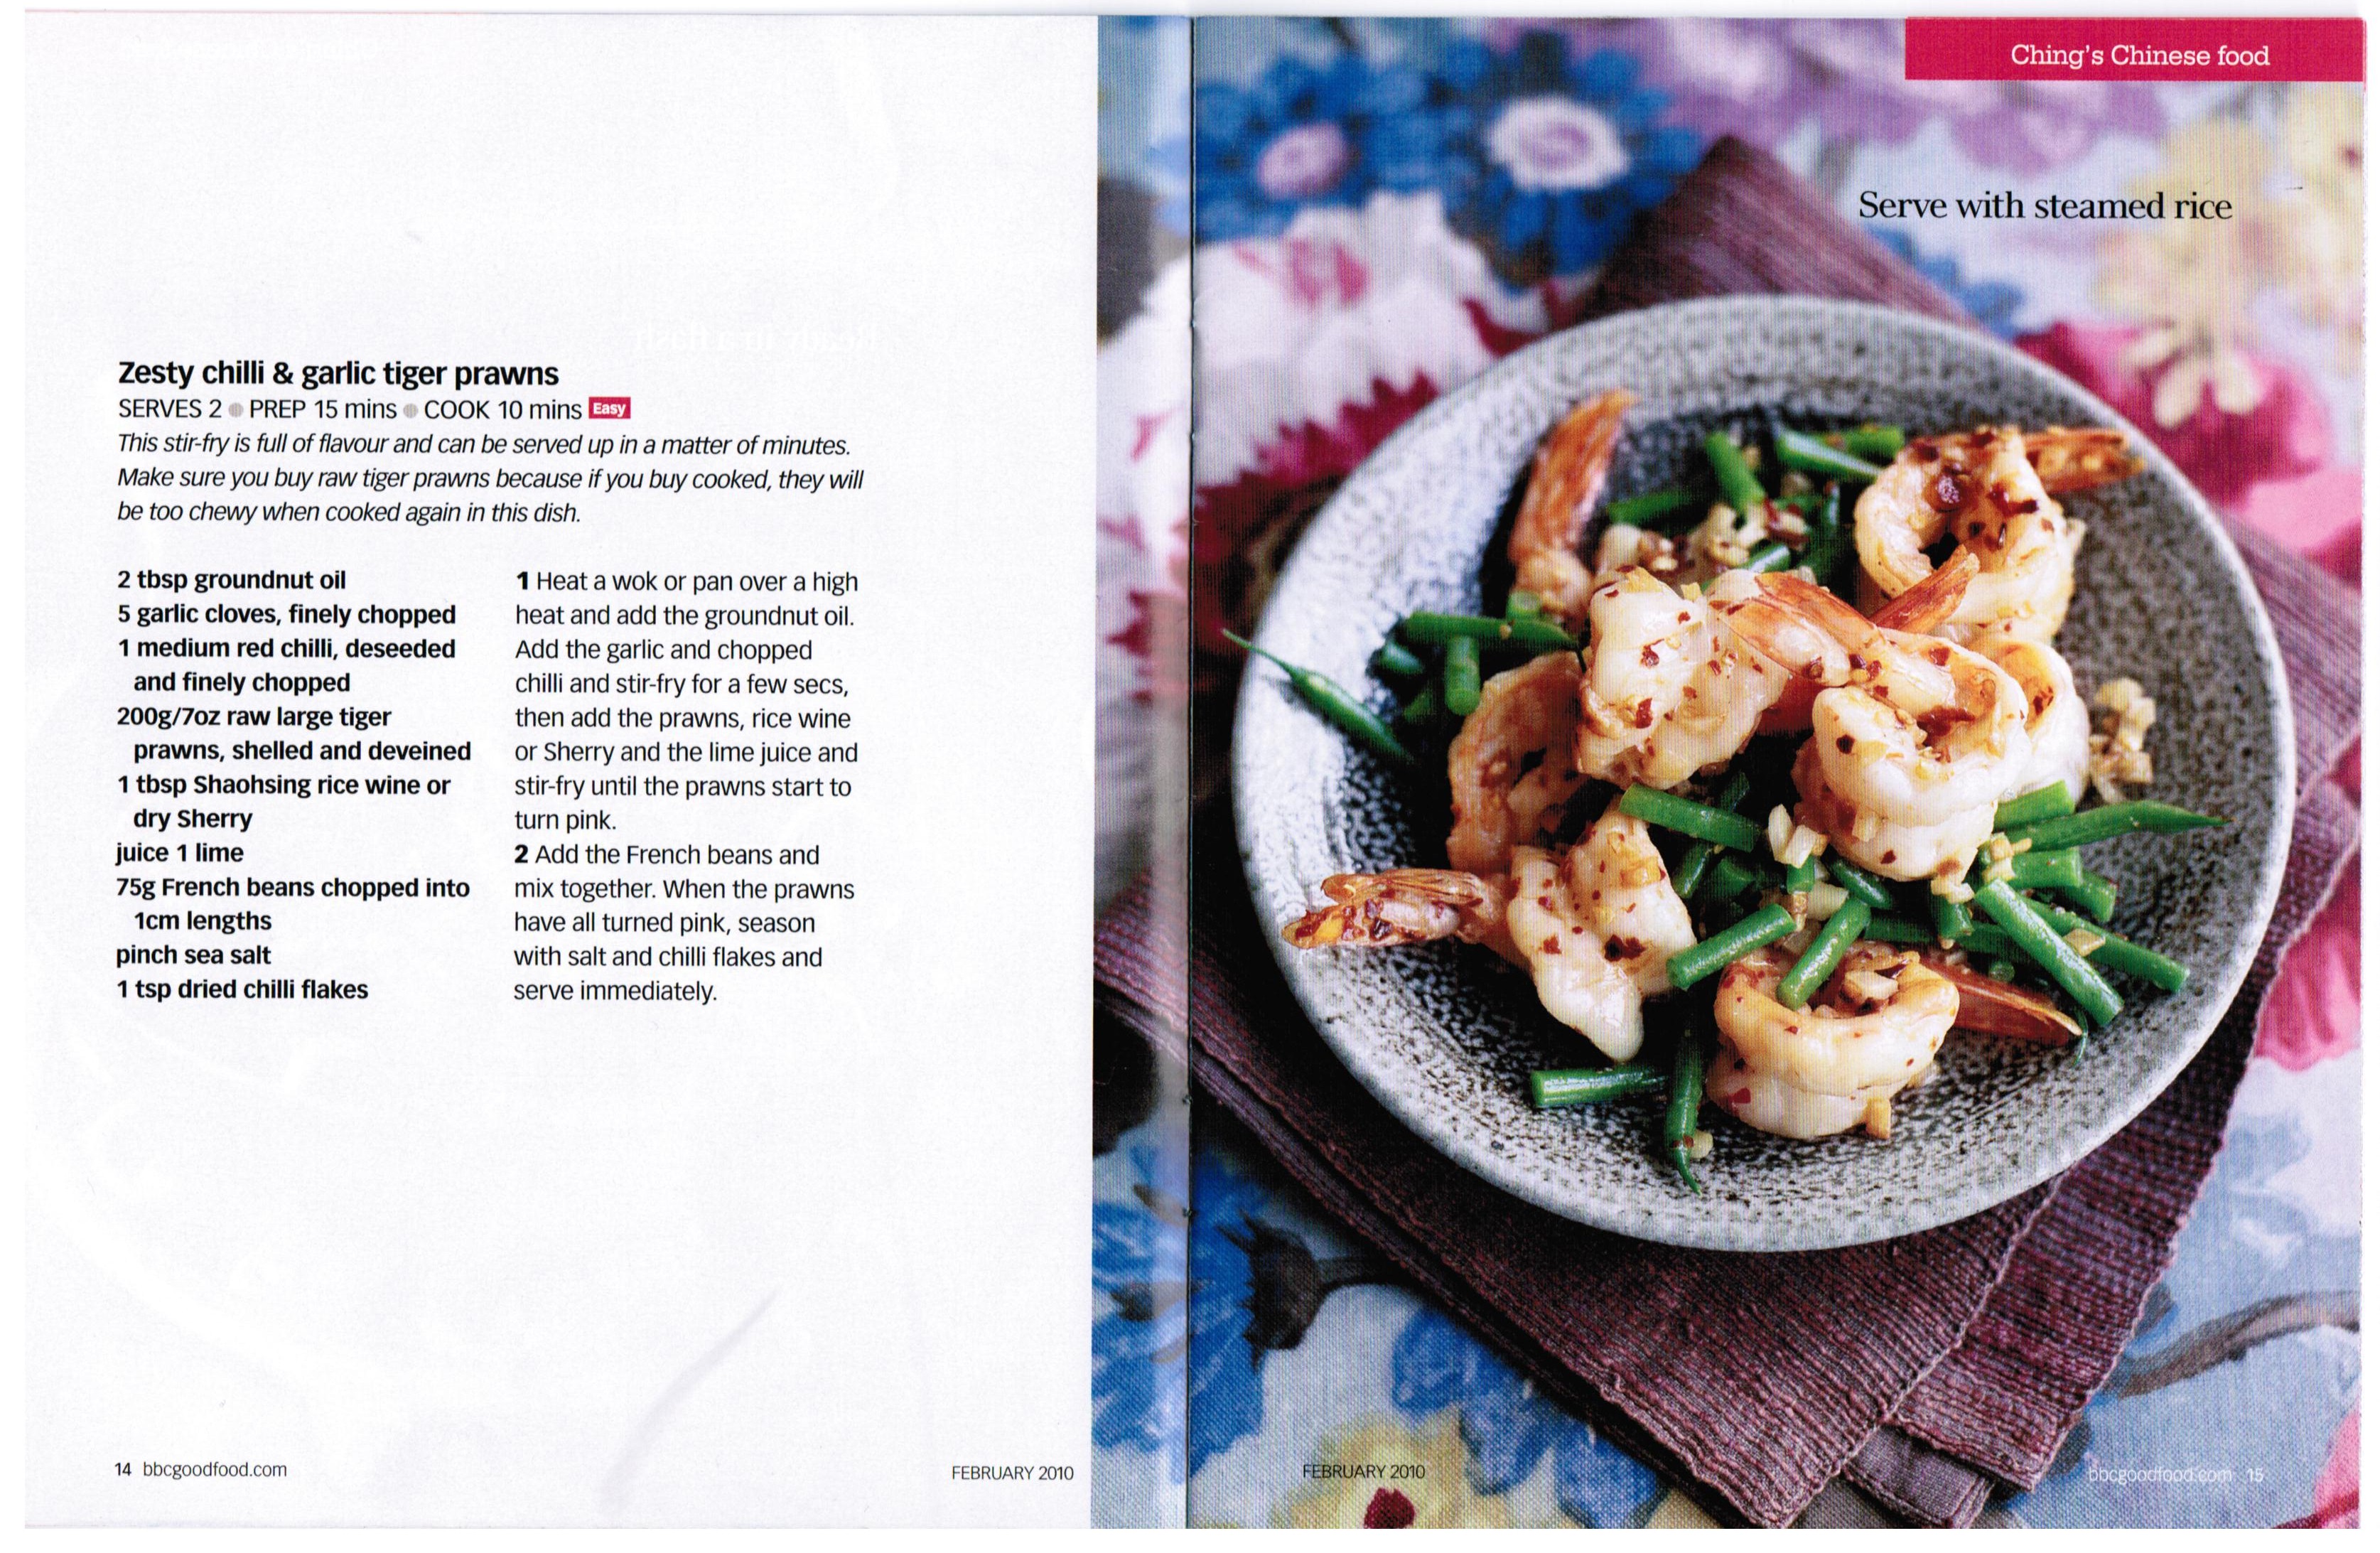 Zesty chilli & garlic tiger prawns
SERVES 2 ● PREP 15 mins ● COOK 10 mins Easy
This stir-fry is full of flavour and can be served up in a matter of minutes.
Make sure you buy raw tiger prawns because if you buy cooked, they will
be too chewy when cooked again in this dish.
2 tbsp groundnut oil
5 garlic cloves, finely chopped
1 medium red chilli, deseeded
and finely chopped
200g/7oz raw large tiger
prawns, shelled and deveined
1 tbsp Shaohsing rice wine or
dry Sherry
juice 1 lime
75g French beans chopped into
1cm lengths
pinch sea salt
1 tsp dried chilli flakes
1 Heat a wok or pan over a high
heat and add the groundnut oil.
Add the garlic and chopped
chilli and stir-fry for a few secs,
then add the prawns, rice wine
or Sherry and the lime juice and
stir-fry until the prawns start to
turn pink.
2 Add the French beans and
mix together. When the prawns
have all turned pink, season
with salt and chilli flakes and
serve immediately.
14 bbcgoodfood.com
FEBRUARY 2010
Ching's Chinese food
Serve with steamed rice
FEBRUARY 2010
bbcgoodfood.com 15